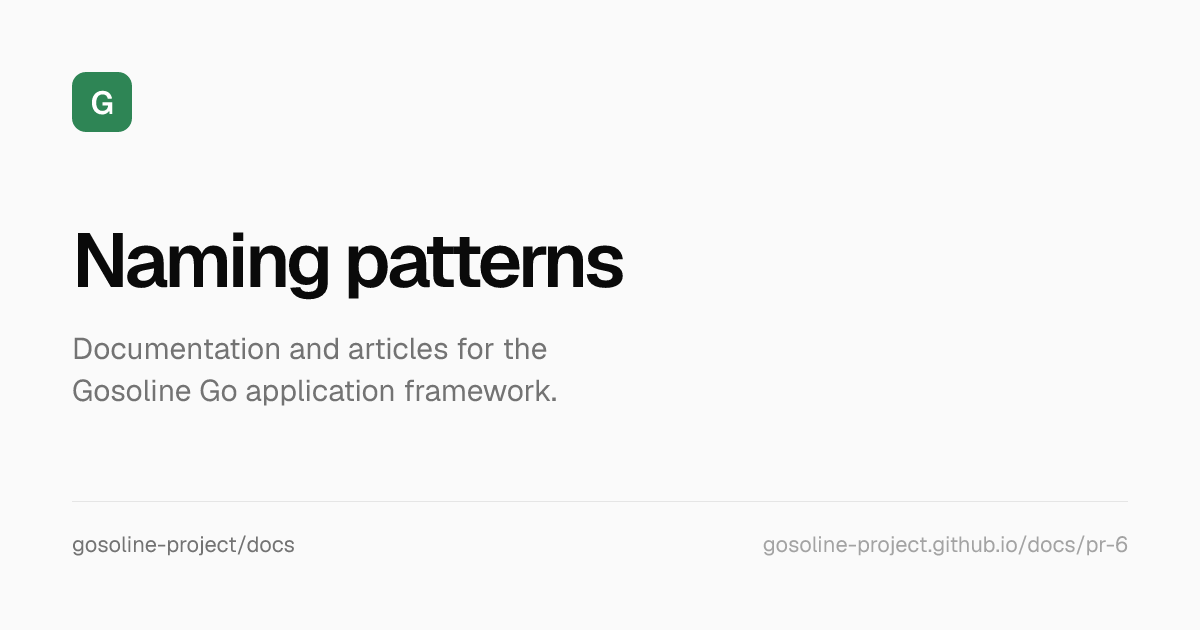 G
Naming patterns
Documentation and articles for the
Gosoline Go application framework.
gosoline-project/docs
gosoline-project.github.io/docs/pr-6